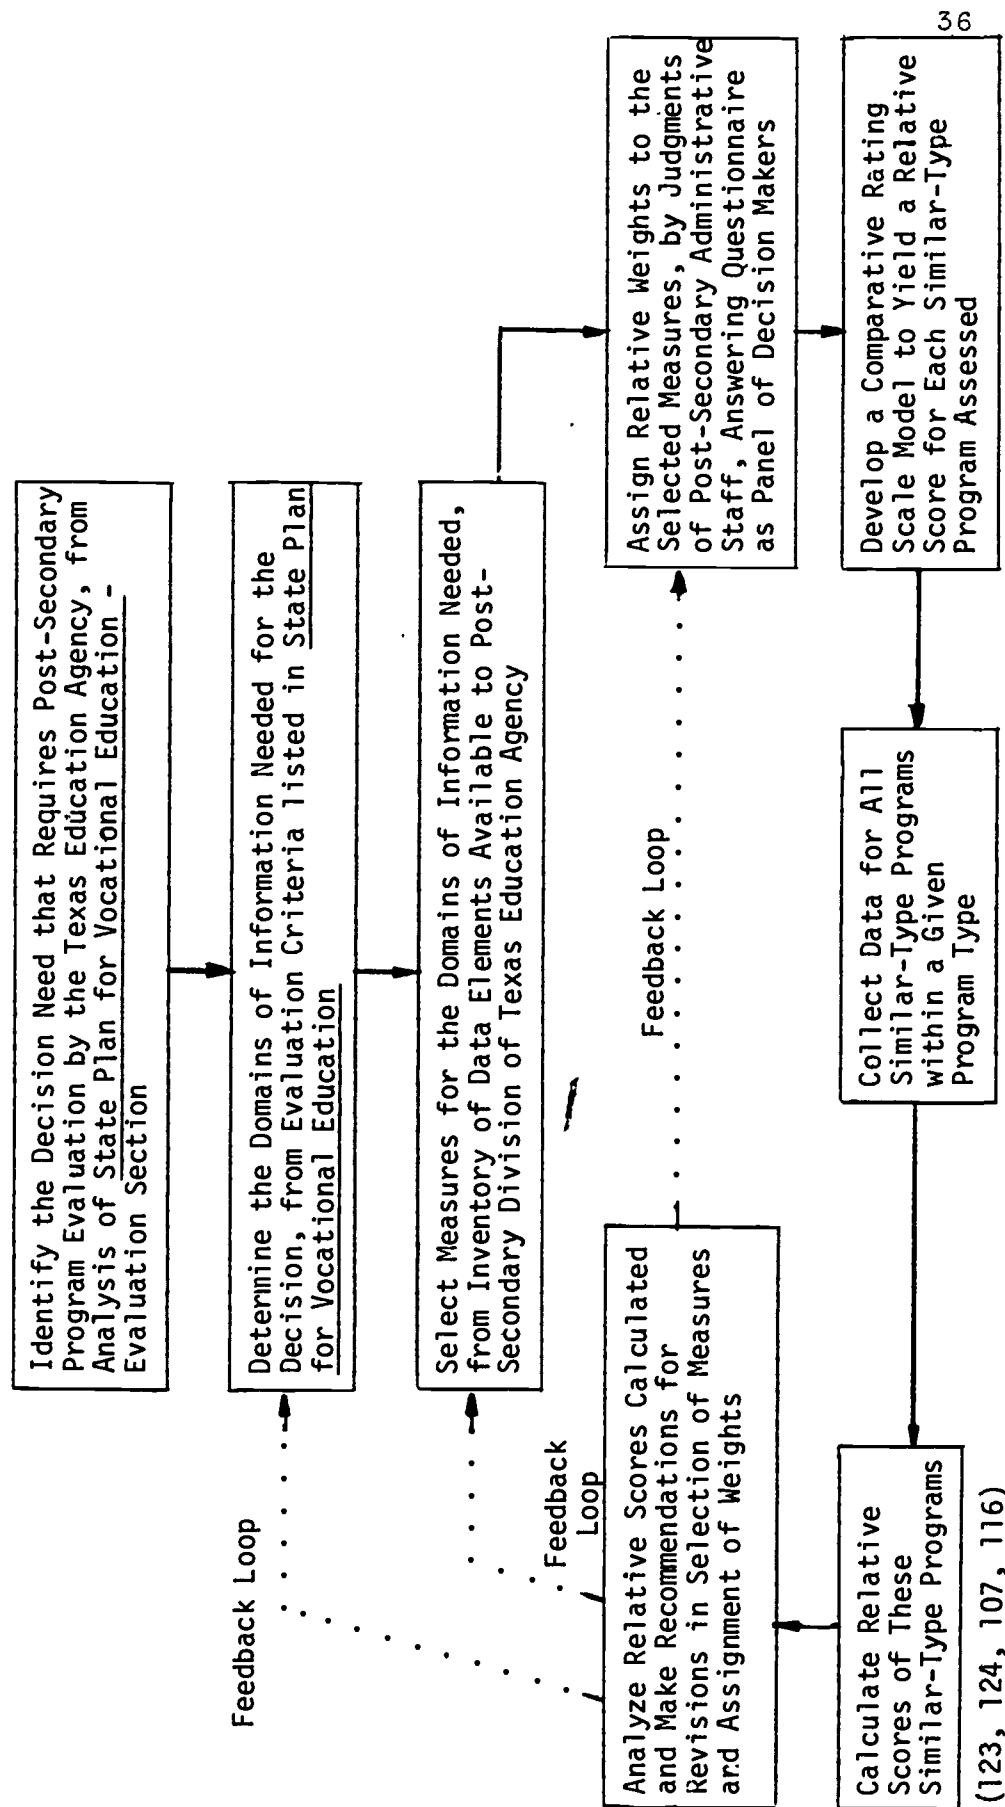 36
Identify the Decision Need that Requires Post-Secondary
Program Evaluation by the Texas Education Agency, from
Analysis of State Plan for Vocational Education -
Evaluation Section
Determine the Domains of Information Needed for the
Decision, from Evaluation Criteria listed in State Plan
for Vocational Education
Select Measures for the Domains of Information Needed,
from Inventory of Data Elements Available to Post-
Secondary Division of Texas Education Agency
Assign Relative Weights to the
Selected Measures, by Judgments
of Post-Secondary Administrative
Staff, Answering Questionnaire
as Panel of Decision Makers
Develop a Comparative Rating
Scale Model to Yield a Relative
Score for Each Similar-Type
Program Assessed
Collect Data for All
Similar-Type Programs
within a Given
Program Type
Calculate Relative
Scores of These
Similar-Type Programs
Analyze Relative Scores Calculated
and Make Recommendations for
Revisions in Selection of Measures
and Assignment of Weights
Feedback Loop
Feedback
Loop
Feedback Loop
(123, 124, 107, 116)